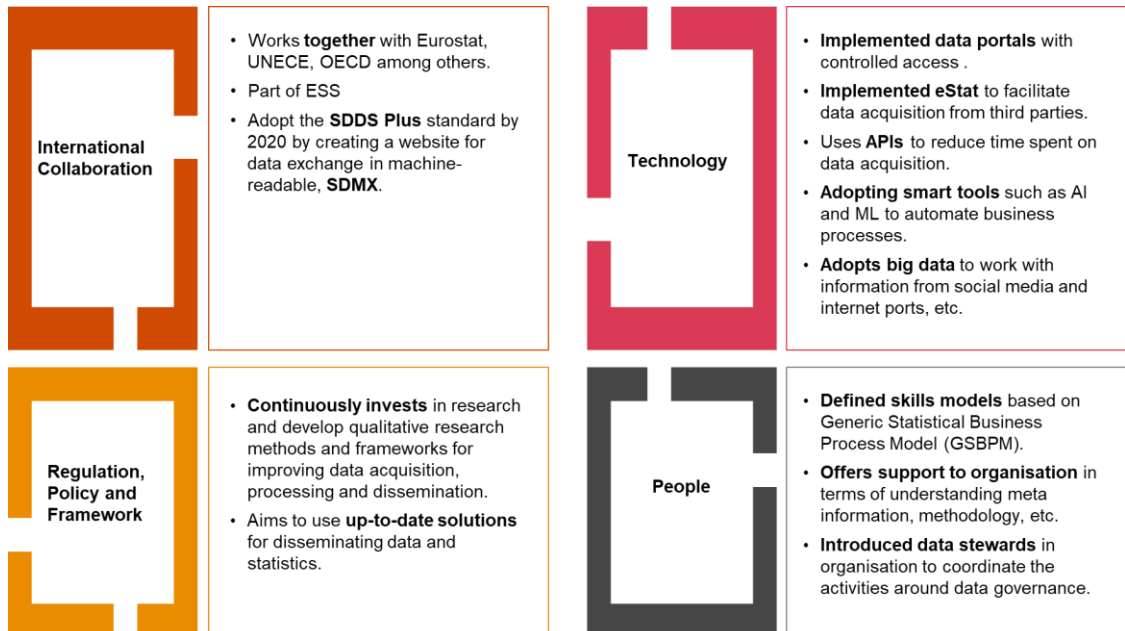 International
Collaboration
• Works together with Eurostat,
UNECE, OECD among others.
• Part of ESS
• Adopt the SDDS Plus standard by
2020 by creating a website for
data exchange in machine-
readable, SDMX.
Technology
• Implemented data portals with
controlled access .
• Implemented eStat to facilitate
data acquisition from third parties.
• Uses APIs to reduce time spent on
data acquisition.
• Adopting smart tools such as AI
and ML to automate business
processes.
• Adopts big data to work with
information from social media and
internet ports, etc.
Regulation,
Policy and
Framework
• Continuously invests in research
and develop qualitative research
methods and frameworks for
improving data acquisition,
processing and dissemination.
• Aims to use up-to-date solutions
for disseminating data and
statistics.
People
• Defined skills models based on
Generic Statistical Business
Process Model (GSBPM).
• Offers support to organisation in
terms of understanding meta
information, methodology, etc.
• Introduced data stewards in
organisation to coordinate the
activities around data governance.